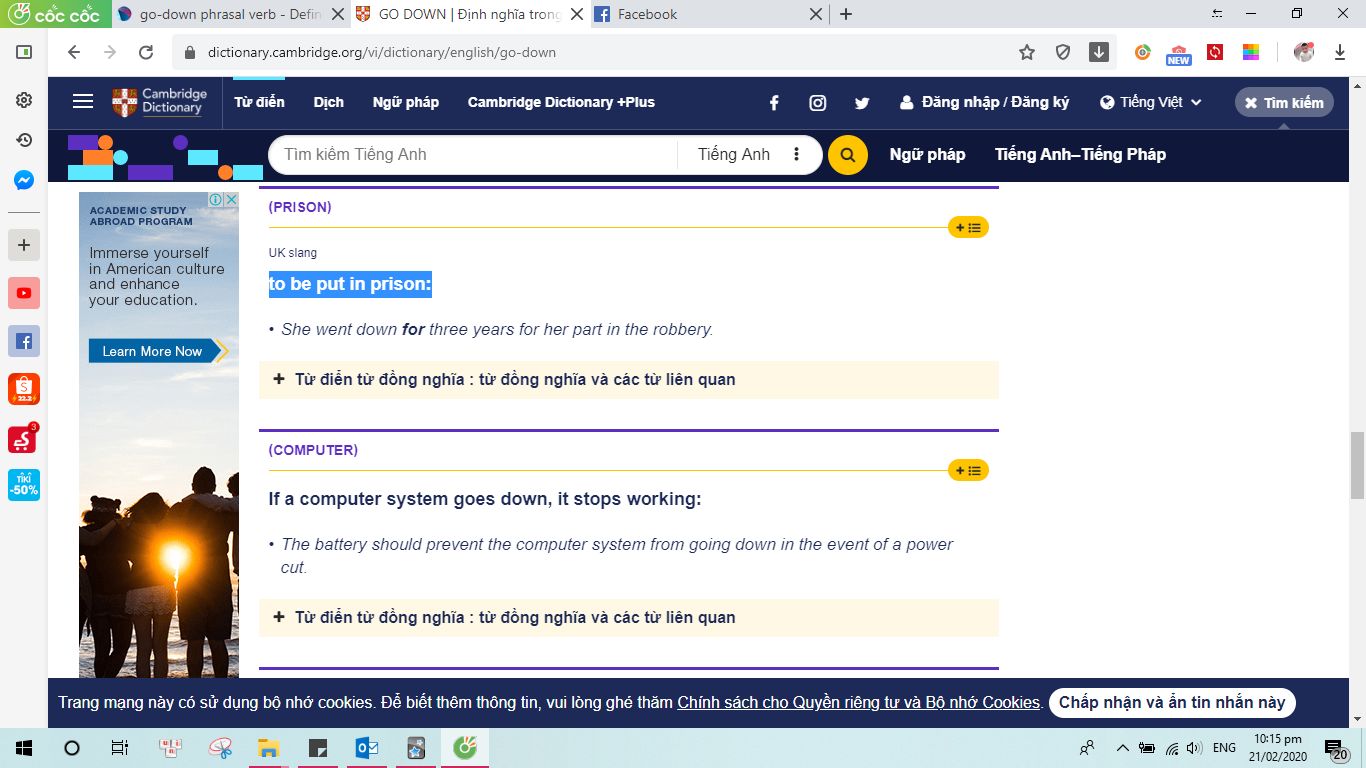 cốc cốc
go-down phrasal verb - Defin
GO DOWN | Định nghĩa trong
Facebook
dictionary.cambridge.org/vi/dictionary/english/go-down
NEW
Cambridge
Dictionary
Từ điển
Dịch
Ngữ pháp
Cambridge Dictionary +Plus
Đăng nhập / Đăng ký
Tiếng Việt
Tìm kiếm
Tìm kiếm Tiếng Anh
Tiếng Anh
Ngữ pháp
Tiếng Anh–Tiếng Pháp
ACADEMIC STUDY
ABROAD PROGRAM
Immerse yourself
in American culture
and enhance
your education.
Learn More Now
22.2
3
TIKI
-50%
(PRISON)
UK slang
to be put in prison:
• She went down for three years for her part in the robbery.
+ Từ điển từ đồng nghĩa : từ đồng nghĩa và các từ liên quan
(COMPUTER)
If a computer system goes down, it stops working:
• The battery should prevent the computer system from going down in the event of a power
cut.
+ Từ điển từ đồng nghĩa : từ đồng nghĩa và các từ liên quan
Trang mạng này có sử dụng bộ nhớ cookies. Để biết thêm thông tin, vui lòng ghé thăm Chính sách cho Quyền riêng tư và Bộ nhớ Cookies.
Chấp nhận và ẩn tin nhắn này
ENG
10:15 pm
21/02/2020
20